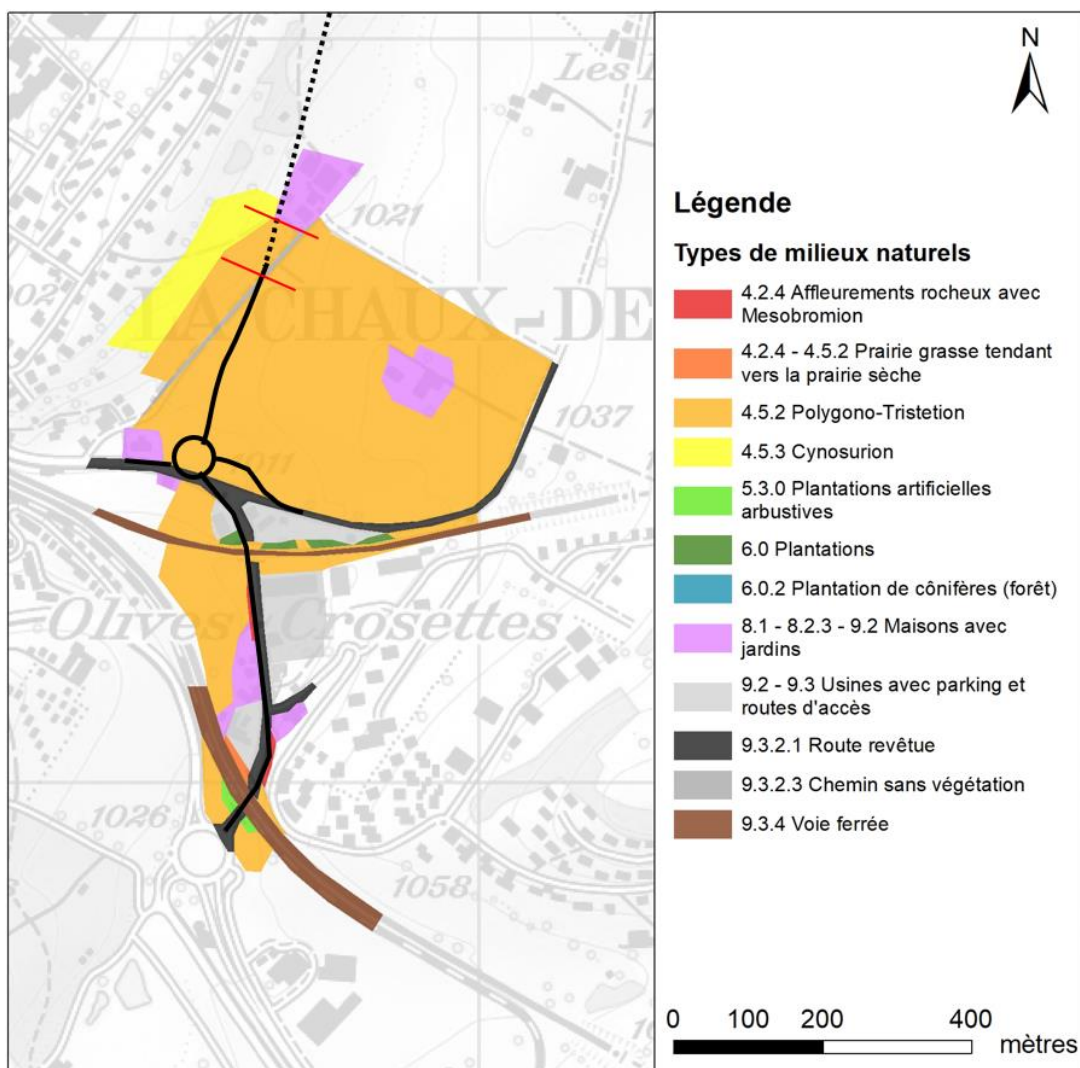 Les
1021
002
LA CHAUX-DE
1037
1011
Olives-Crosettes
1026
1058
N
Légende
Types de milieux naturels
4.2.4 Affleurements rocheux avec
Mesobromion
4.2.4 - 4.5.2 Prairie grasse tendant
vers la prairie sèche
4.5.2 Polygono-Tristetion
4.5.3 Cynosurion
5.3.0 Plantations artificielles
arbustives
6.0 Plantations
6.0.2 Plantation de cônifères (forêt)
8.1 - 8.2.3 - 9.2 Maisons avec
jardins
9.2 - 9.3 Usines avec parking et
routes d'accès
9.3.2.1 Route revêtue
9.3.2.3 Chemin sans végétation
9.3.4 Voie ferrée
0 100 200 400
mètres